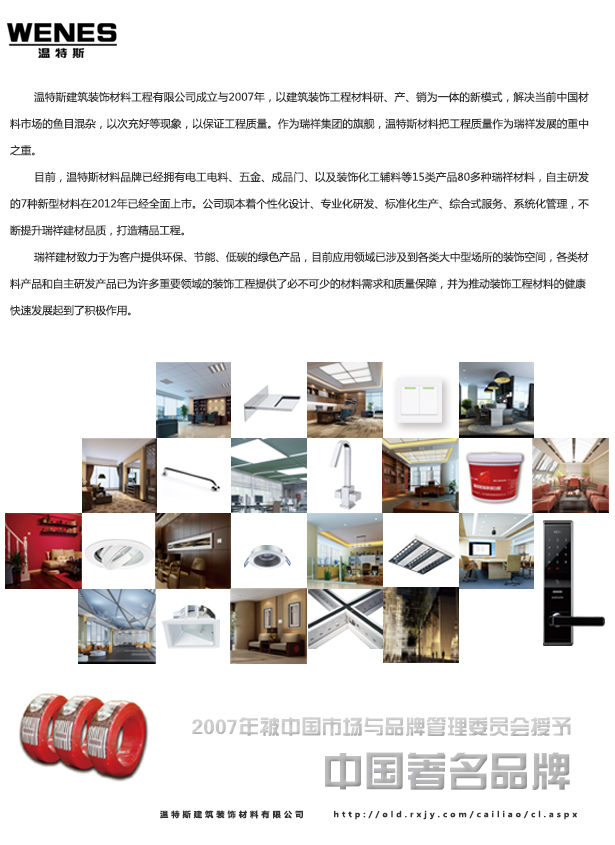 WENES
温特斯
温特斯建筑装饰材料工程有限公司成立与2007年，以建筑装饰工程材料研、产、销为一体的新模式，解决当前中国材
料市场的鱼目混杂，以次充好等现象，以保证工程质量。作为瑞祥集团的旗舰，温特斯材料把工程质量作为瑞祥发展的重中
之重。
目前，温特斯材料品牌已经拥有电工电料、五金、成品门、以及装饰化工辅料等15类产品80多种瑞祥材料，自主研发
的7种新型材料在2012年已经全面上市。公司现本着个性化设计、专业化研发、标准化生产、综合式服务、系统化管理，不
断提升瑞祥建材品质，打造精品工程。
瑞祥建材致力于为客户提供环保、节能、低碳的绿色产品，目前应用领域已涉及到各类大中型场所的装饰空间，各类材
料产品和自主研发产品已为许多重要领域的装饰工程提供了必不可少的材料需求和质量保障，并为推动装饰工程材料的健康
快速发展起到了积极作用。
2007年被中国市场与品牌管理委员会授予
中国著名品牌
温特斯建筑装饰材料有限公司 http://old.rxjy.com/cailiao/cl.aspx